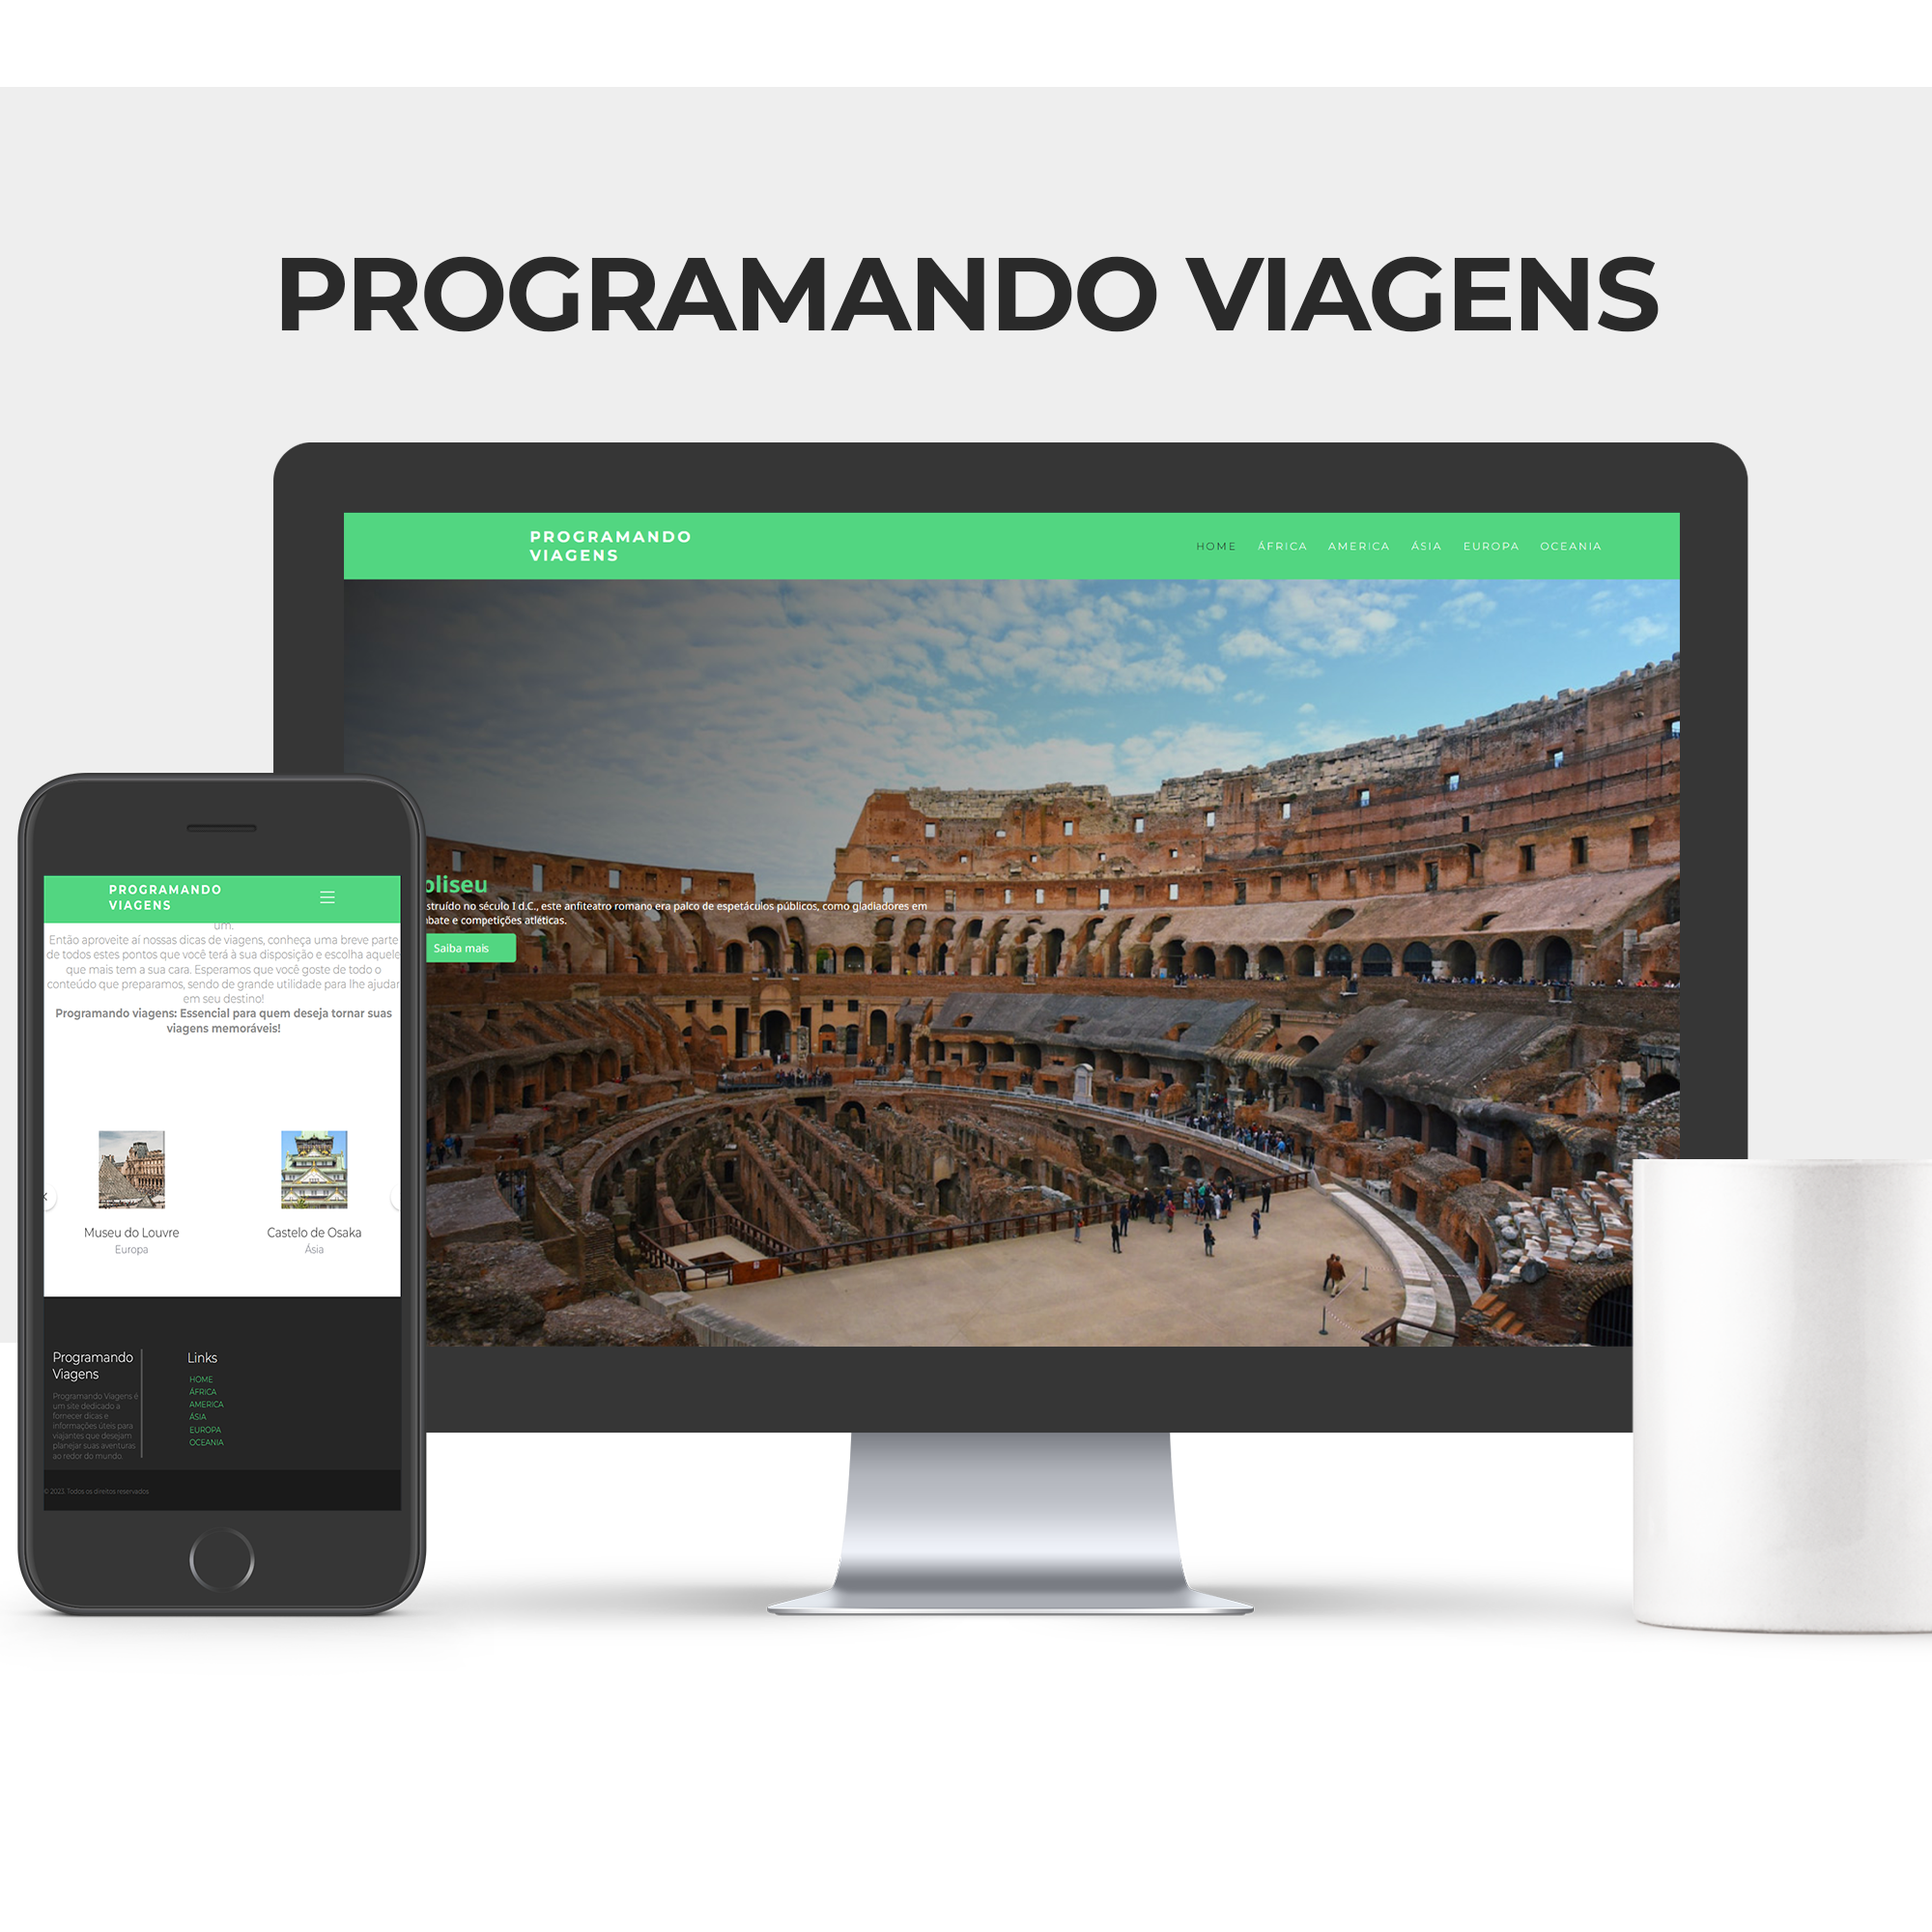 PROGRAMANDO VIAGENS
PROGRAMANDO
VIAGENS
HOME ÁFRICA AMERICA ÁSIA EUROPA OCEANIA
oliseu
struído no século I d.C., este anfiteatro romano era palco de espetáculos públicos, como gladiadores em
bate e competições atléticas.
Saiba mais
PROGRAMANDO
VIAGENS
um.
Então aproveite aí nossas dicas de viagens, conheça uma breve parte
de todos estes pontos que você terá à sua disposição e escolha aquele
que mais tem a sua cara. Esperamos que você goste de todo o
conteúdo que preparamos, sendo de grande utilidade para lhe ajudar
em seu destino!
Programando viagens: Essencial para quem deseja tornar suas
viagens memoráveis!
Museu do Louvre
Europa
Castelo de Osaka
Ásia
Programando
Viagens
Programando Viagens é
um site dedicado a
fornecer dicas e
informações úteis para
viajantes que desejam
planejar suas aventuras
ao redor do mundo.
Links
HOME
ÁFRICA
AMERICA
ÁSIA
EUROPA
OCEANIA
© 2023. Todos os direitos reservados